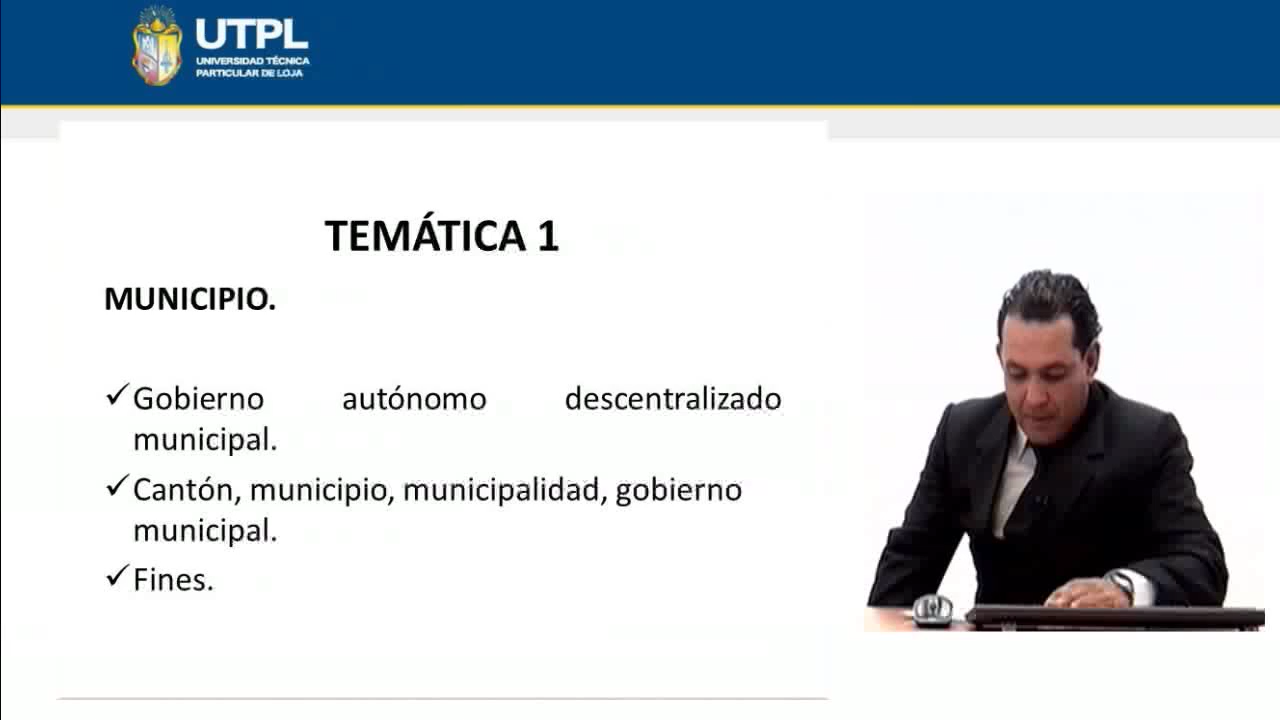 UTPL
UNIVERSIDAD TÉCNICA
PARTICULAR DE LOJA
TEMÁTICA 1
MUNICIPIO.
✓Gobierno autónomo descentralizado
municipal.
✓Cantón, municipio, municipalidad, gobierno
municipal.
✓Fines.